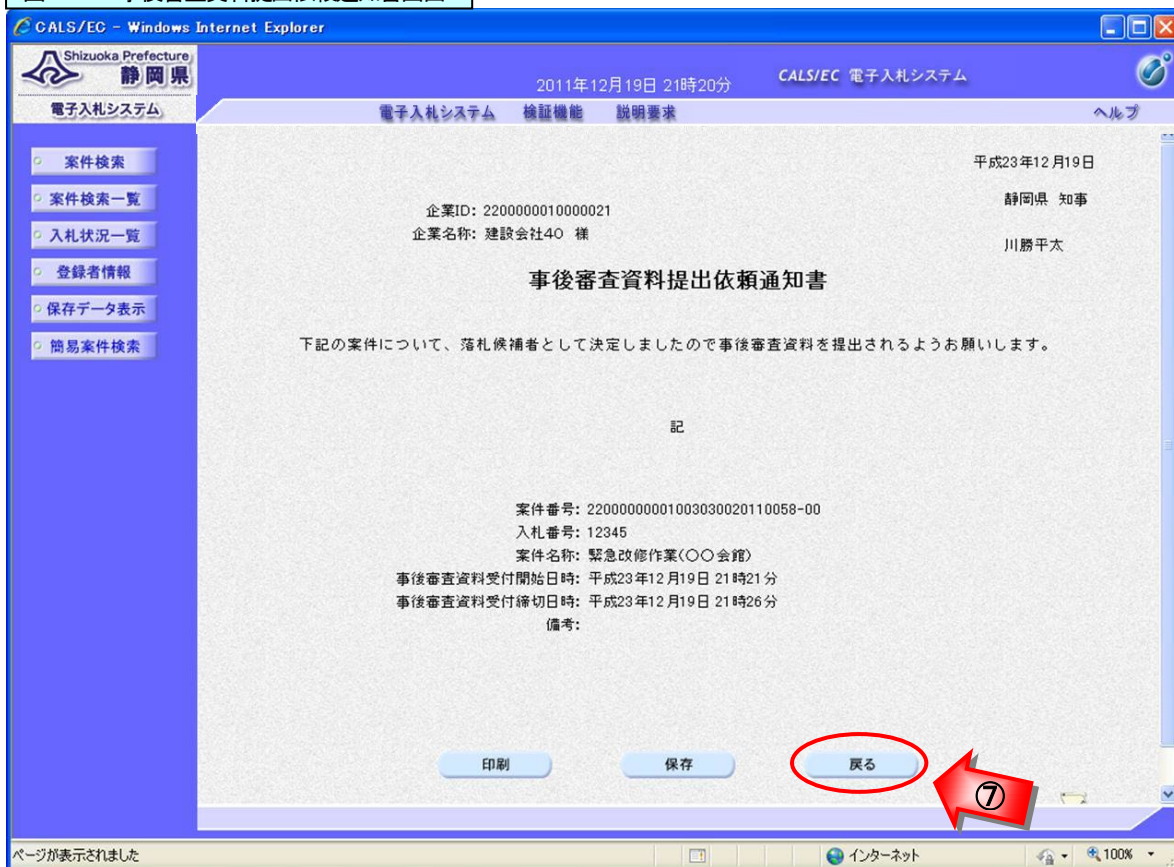 CALS/EC - Windows Internet Explorer
Shizuoka Prefecture
静岡県
2011年12月19日 21時20分
CALS/EC 電子入札システム
電子入札システム
電子入札システム 検証機能 説明要求
ヘルプ
案件検索
案件検索一覧
入札状況一覧
登録者情報
保存データ表示
簡易案件検索
平成23年12月19日
静岡県 知事
企業ID: 2200000010000021
企業名称: 建設会社40 様
川勝平太
事後審査資料提出依頼通知書
下記の案件について、落札候補者として決定しましたので事後審査資料を提出されるようお願いします。
記
案件番号: 22000000001003030020110058-00
入札番号: 12345
案件名称: 緊急改修作業(〇〇会館)
事後審査資料受付開始日時: 平成23年12月19日 21時21分
事後審査資料受付締切日時: 平成23年12月19日 21時26分
備考:
印刷
保存
戻る
⑦
ページが表示されました
インターネット
100%